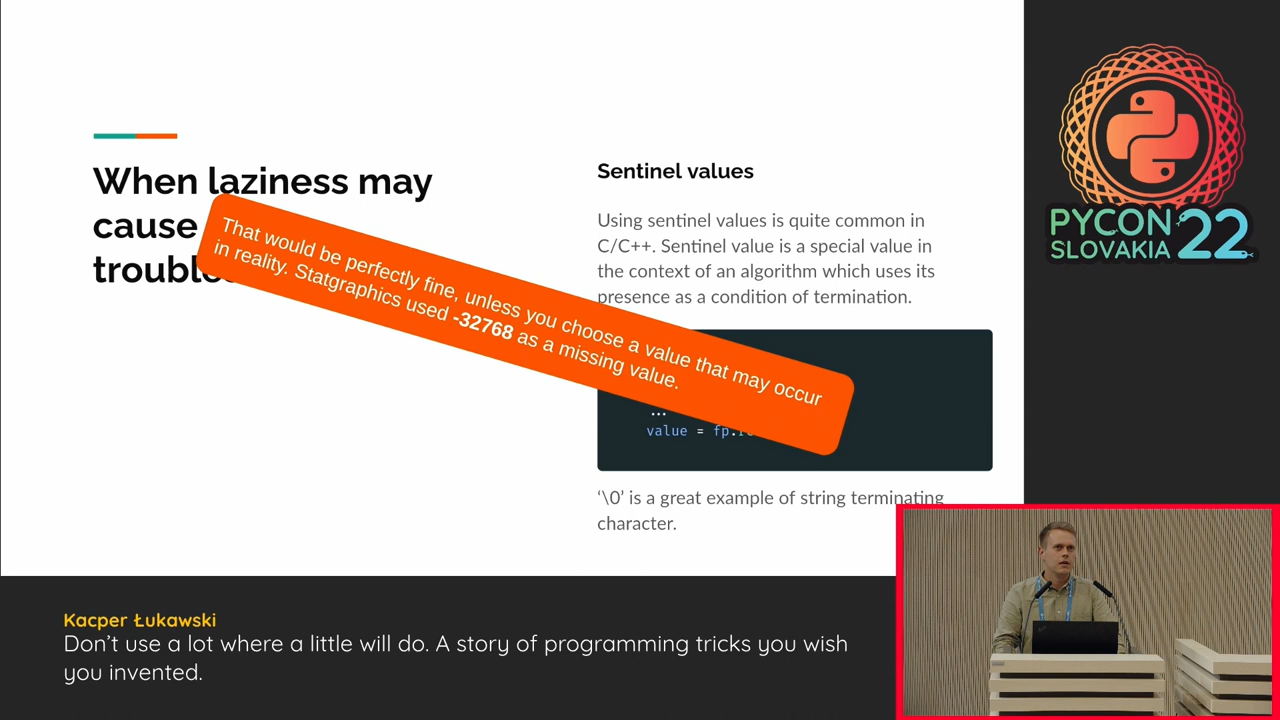 When laziness may
cause
trouble
That would be perfectly fine, unless you choose a value that may occur
in reality. Statgraphics used -32768 as a missing value.
Sentinel values
Using sentinel values is quite common in
C/C++. Sentinel value is a special value in
the context of an algorithm which uses its
presence as a condition of termination.
...
value = fp.
‘\0’ is a great example of string terminating
character.
PYCON 22
SLOVAKIA
Kacper Łukawski
Don’t use a lot where a little will do. A story of programming tricks you wish
you invented.